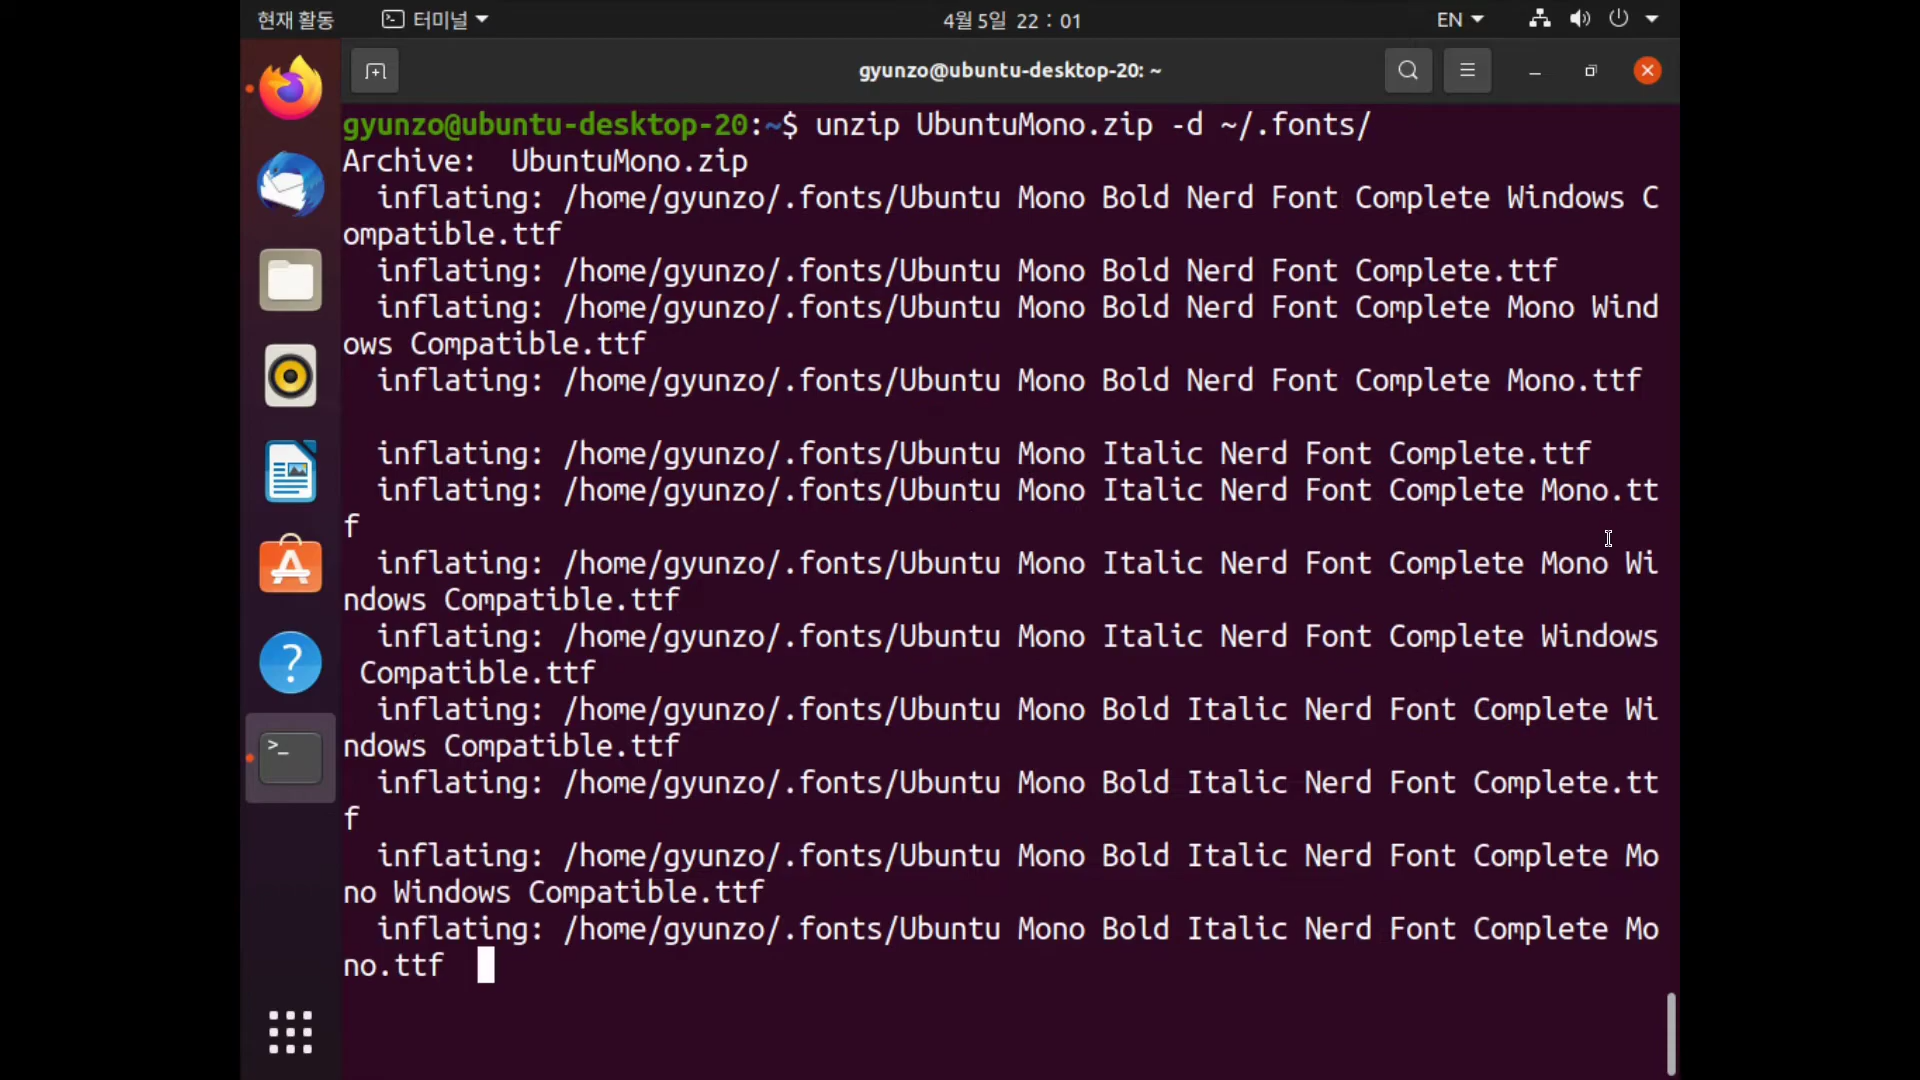 현재 활동 터미널 4월 5일 22 : 01 EN
gyunzo@ubuntu-desktop-20: ~
gyunzo@ubuntu-desktop-20:~$ unzip UbuntuMono.zip -d ~/.fonts/
Archive:  UbuntuMono.zip
  inflating: /home/gyunzo/.fonts/Ubuntu Mono Bold Nerd Font Complete Windows C
ompatible.ttf
  inflating: /home/gyunzo/.fonts/Ubuntu Mono Bold Nerd Font Complete.ttf
  inflating: /home/gyunzo/.fonts/Ubuntu Mono Bold Nerd Font Complete Mono Wind
ows Compatible.ttf
  inflating: /home/gyunzo/.fonts/Ubuntu Mono Bold Nerd Font Complete Mono.ttf
  inflating: /home/gyunzo/.fonts/Ubuntu Mono Italic Nerd Font Complete.ttf
  inflating: /home/gyunzo/.fonts/Ubuntu Mono Italic Nerd Font Complete Mono.tt
f
  inflating: /home/gyunzo/.fonts/Ubuntu Mono Italic Nerd Font Complete Mono Wi
ndows Compatible.ttf
  inflating: /home/gyunzo/.fonts/Ubuntu Mono Italic Nerd Font Complete Windows
 Compatible.ttf
  inflating: /home/gyunzo/.fonts/Ubuntu Mono Bold Italic Nerd Font Complete Wi
ndows Compatible.ttf
  inflating: /home/gyunzo/.fonts/Ubuntu Mono Bold Italic Nerd Font Complete.tt
f
  inflating: /home/gyunzo/.fonts/Ubuntu Mono Bold Italic Nerd Font Complete Mo
no Windows Compatible.ttf
  inflating: /home/gyunzo/.fonts/Ubuntu Mono Bold Italic Nerd Font Complete Mo
no.ttf